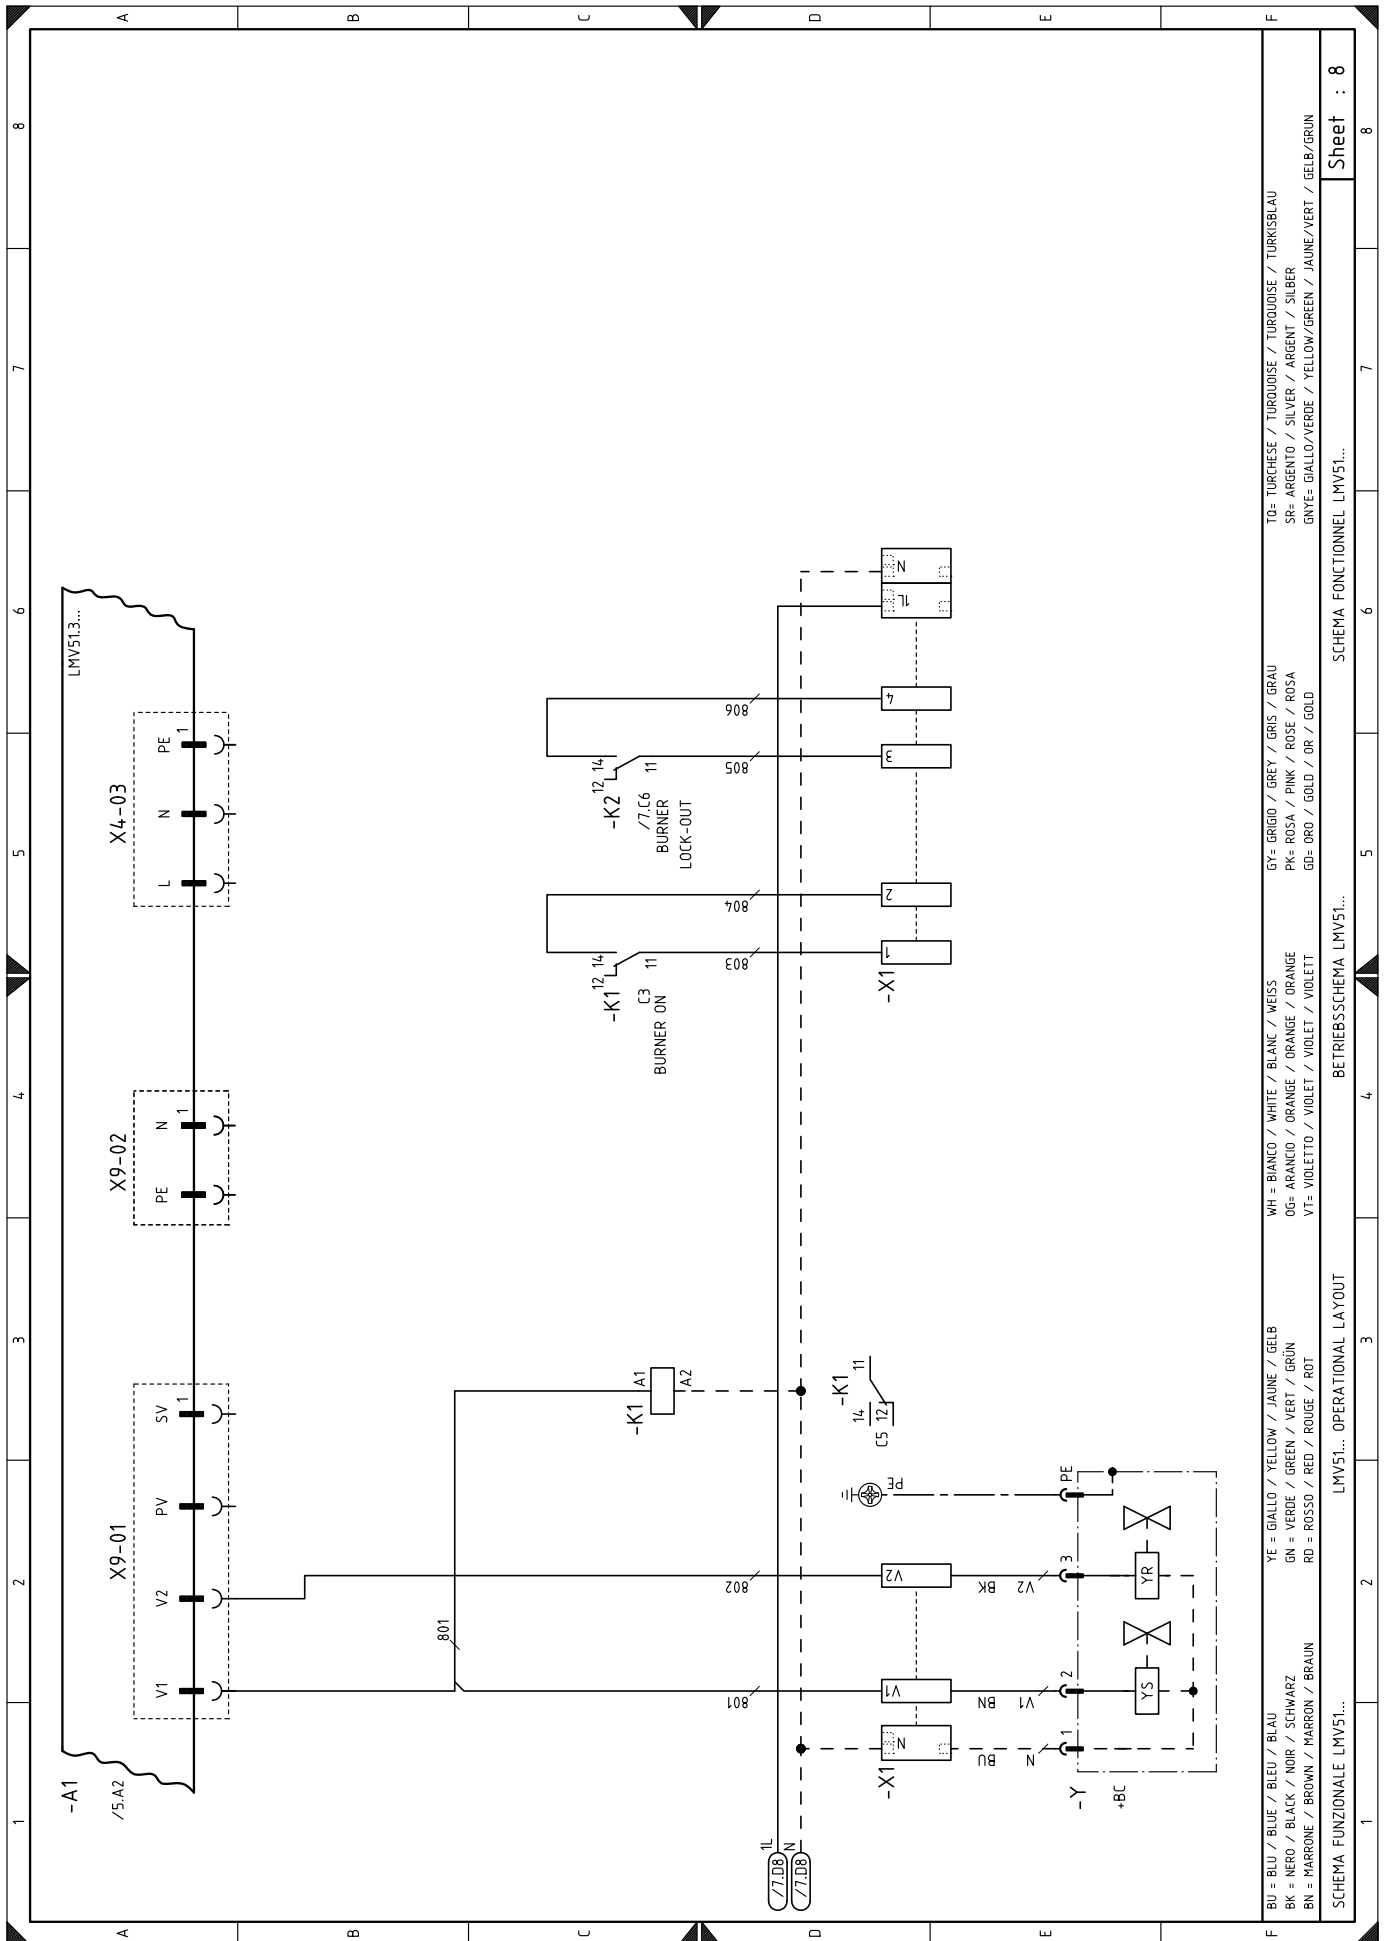 1
2
3
4
5
6
7
8
A
B
C
D
E
F
-A1
/5.A2
LMV51.3...
X9-01
V1
V2
PV
SV
1
X9-02
PE
N
1
X4-03
L
N
PE
1
801
-K1
A1
A2
-K1
12
14
C3
11
BURNER ON
-K2
12
14
/7.C6
11
BURNER
LOCK-OUT
801
802
803
804
805
806
/7.D8
1L
/7.D8
N
-K1
14
11
C5
12
-X1
N
V1
V2
PE
-X1
1
2
3
4
1L
N
BU
BN
BK
N
V1
V2
-Y
+BC
1
2
3
PE
YS
YR
BU = BLU / BLUE / BLEU / BLAU
BK = NERO / BLACK / NOIR / SCHWARZ
BN = MARRONE / BROWN / MARRON / BRAUN
YE = GIALLO / YELLOW / JAUNE / GELB
GN = VERDE / GREEN / VERT / GRÜN
RD = ROSSO / RED / ROUGE / ROT
WH = BIANCO / WHITE / BLANC / WEISS
OG= ARANCIO / ORANGE / ORANGE / ORANGE
VT= VIOLETTO / VIOLET / VIOLET / VIOLETT
GY= GRIGIO / GREY / GRIS / GRAU
PK= ROSA / PINK / ROSE / ROSA
GD= ORO / GOLD / OR / GOLD
TQ= TURCHESE / TURQUOISE / TURQUOISE / TURKISBLAU
SR= ARGENTO / SILVER / ARGENT / SILBER
GNYE= GIALLO/VERDE / YELLOW/GREEN / JAUNE/VERT / GELB/GRUN
SCHEMA FUNZIONALE LMV51...
LMV51... OPERATIONAL LAYOUT
BETRIEBSSCHEMA LMV51...
SCHEMA FONCTIONNEL LMV51...
Sheet : 8
1
2
3
4
5
6
7
8
A
B
C
D
E
F